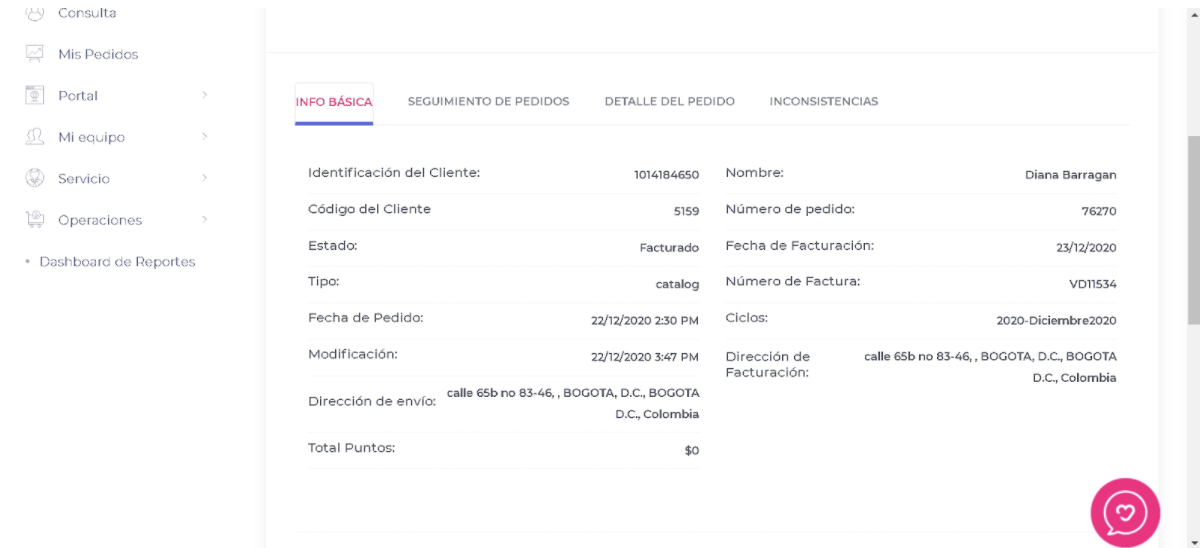 Consulta
Mis Pedidos
Portal
Mi equipo
Servicio
Operaciones
• Dashboard de Reportes
INFO BÁSICA SEGUIMIENTO DE PEDIDOS DETALLE DEL PEDIDO INCONSISTENCIAS
Identificación del Cliente: 1014184650
Código del Cliente 5159
Estado: Facturado
Tipo: catalog
Fecha de Pedido: 22/12/2020 2:30 PM
Modificación: 22/12/2020 3:47 PM
Dirección de envío: calle 65b no 83-46, , BOGOTA, D.C., BOGOTA
D.C., Colombia
Total Puntos: $0
Nombre: Diana Barragan
Número de pedido: 76270
Fecha de Facturación: 23/12/2020
Número de Factura: VD11534
Ciclos: 2020-Diciembre2020
Dirección de calle 65b no 83-46, , BOGOTA, D.C., BOGOTA
Facturación: D.C., Colombia